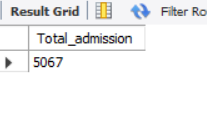 Result Grid Filter Ro
Total_admission
5067